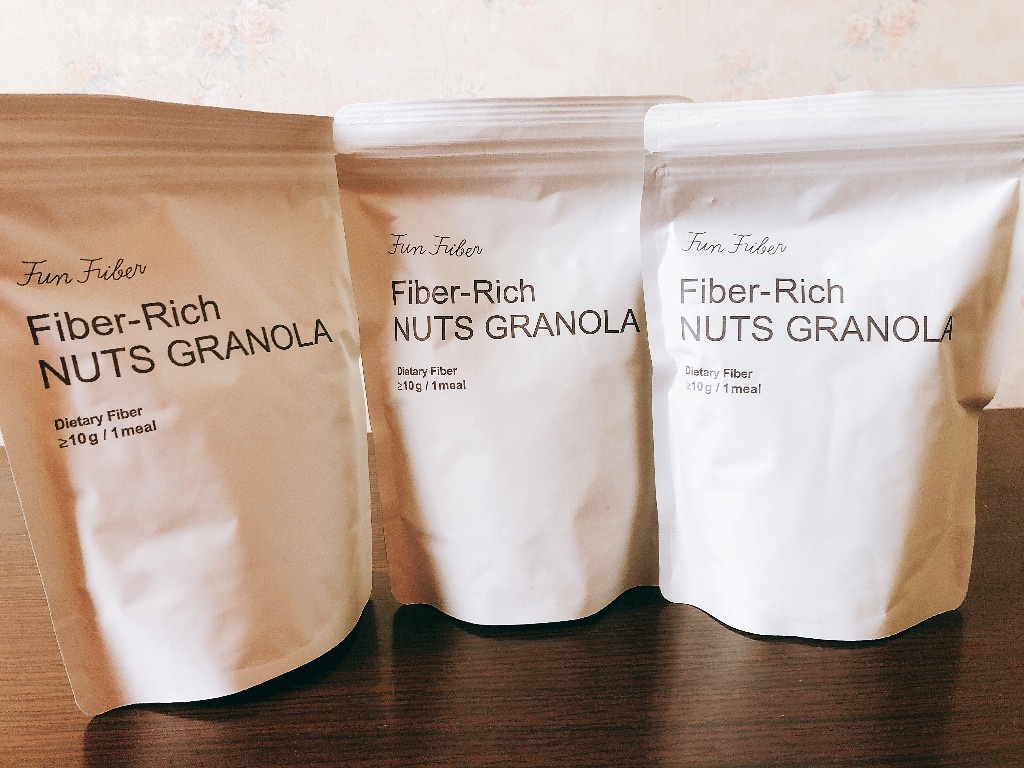 Fun Fiber
Fiber-Rich
NUTS GRANOLA
Dietary Fiber
≥10g / 1meal
Fun Fiber
Fiber-Rich
NUTS GRANOLA
Dietary Fiber
≥10g / 1meal
Fun Fiber
Fiber-Rich
NUTS GRANOLA
Dietary Fiber
≥10g / 1meal